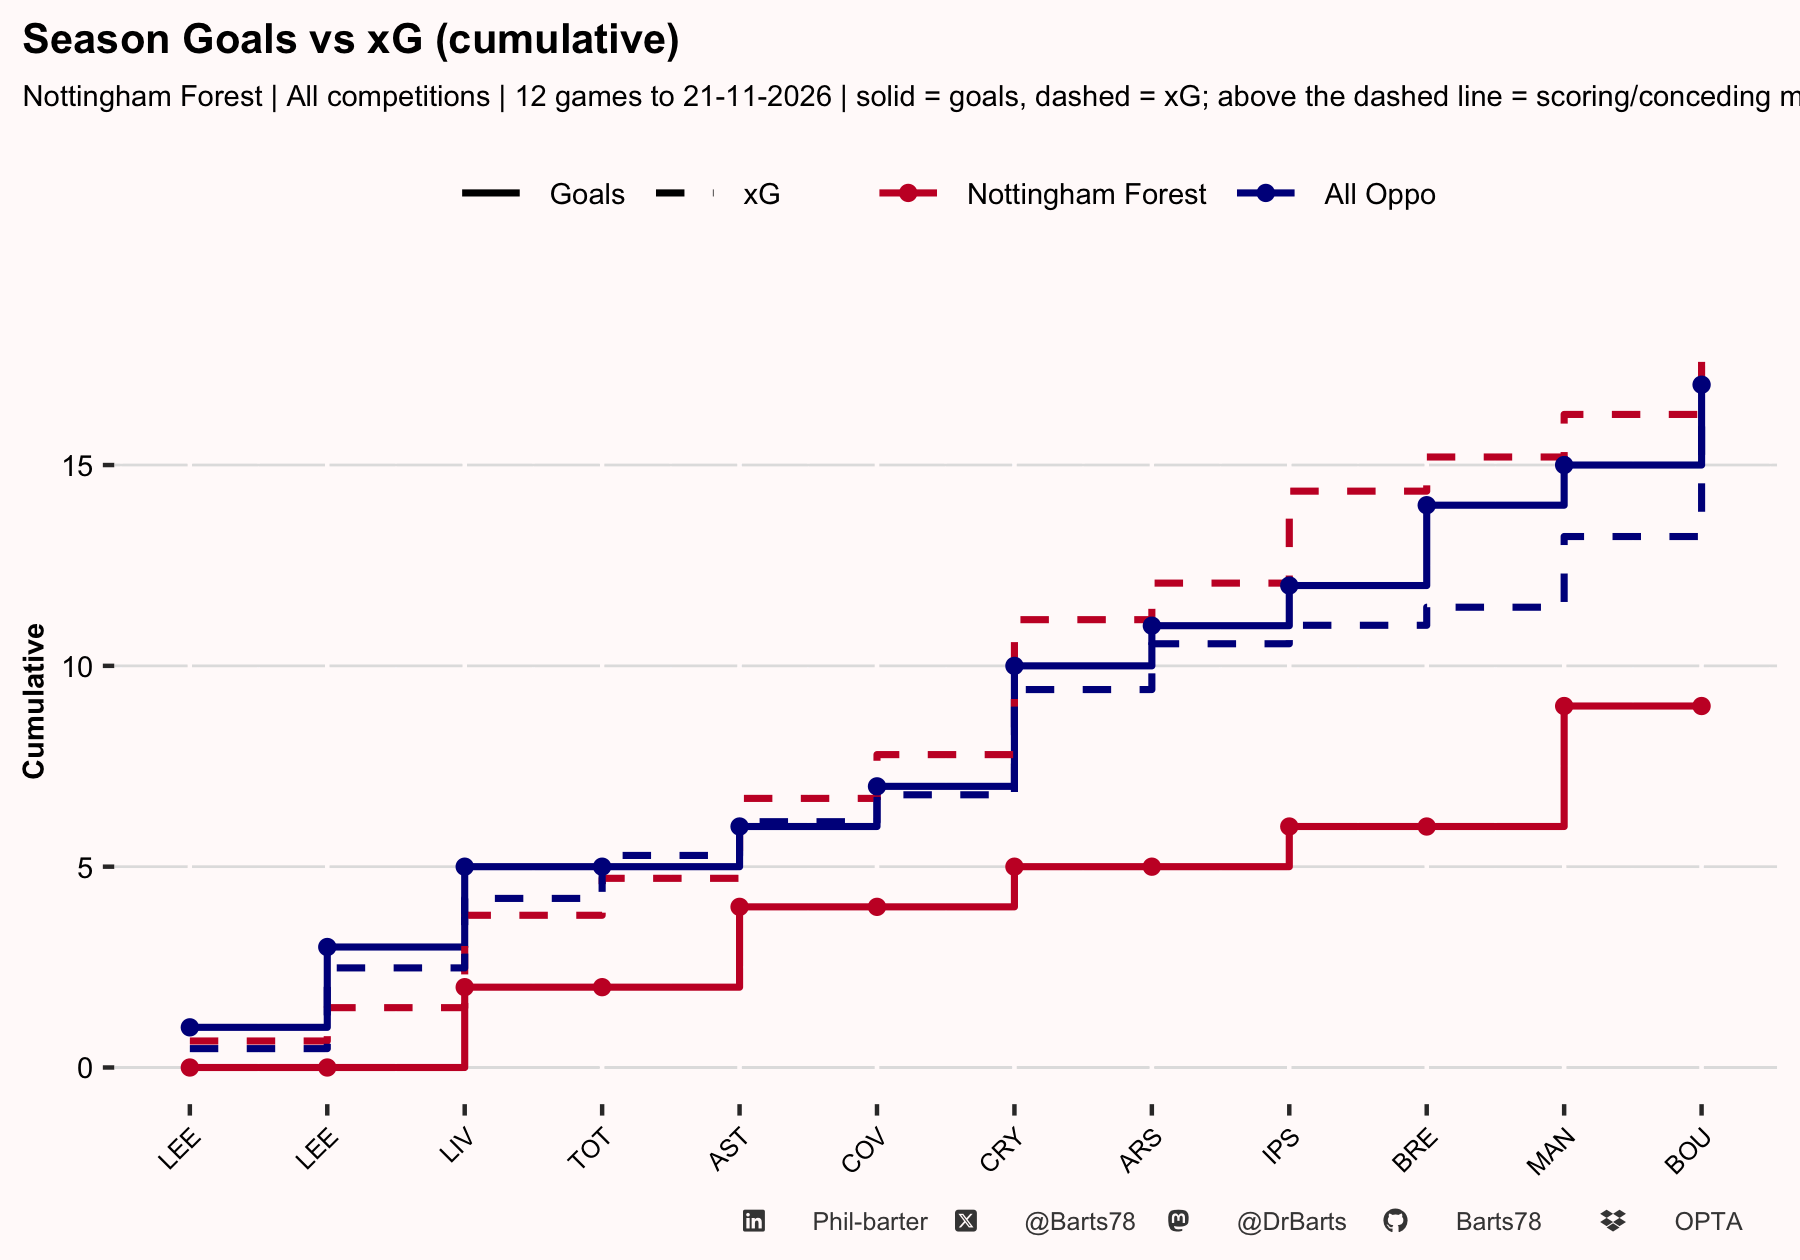 Season Goals vs xG (cumulative)
Nottingham Forest | All competitions | 12 games to 21-11-2026 | solid = goals, dashed = xG; above the dashed line = scoring/conceding m
Goals xG Nottingham Forest All Oppo
Cumulative
15
10
5
0
LEE LEE LIV TOT AST COV CRY ARS IPS BRE MAN BOU
Phil-barter @Barts78 @DrBarts Barts78 OPTA